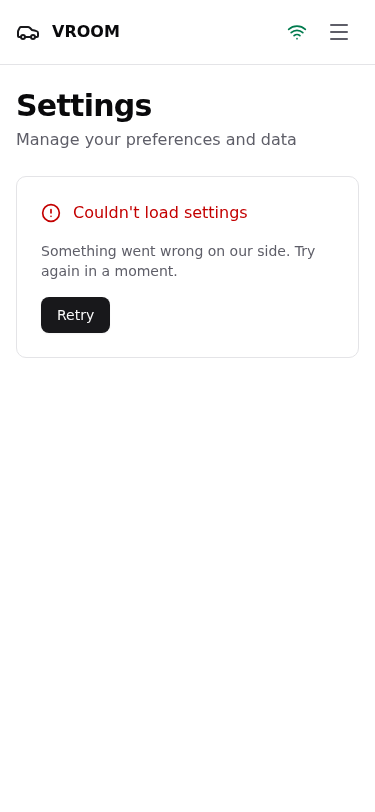 VROOM
Settings
Manage your preferences and data
Couldn't load settings
Something went wrong on our side. Try
again in a moment.
Retry